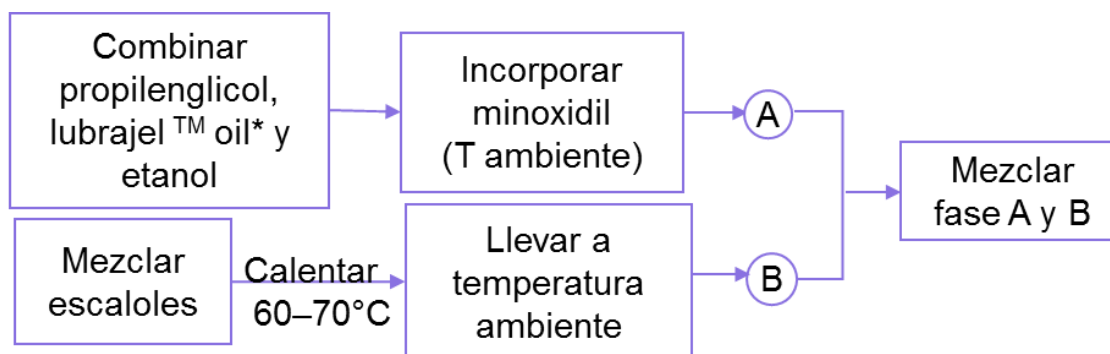 Combinar
propilenglicol,
lubrajel ™ oil* y
etanol
Incorporar
minoxidil
(T ambiente)
A
Mezclar
escaloles
Calentar
60–70°C
Llevar a
temperatura
ambiente
B
Mezclar
fase A y B